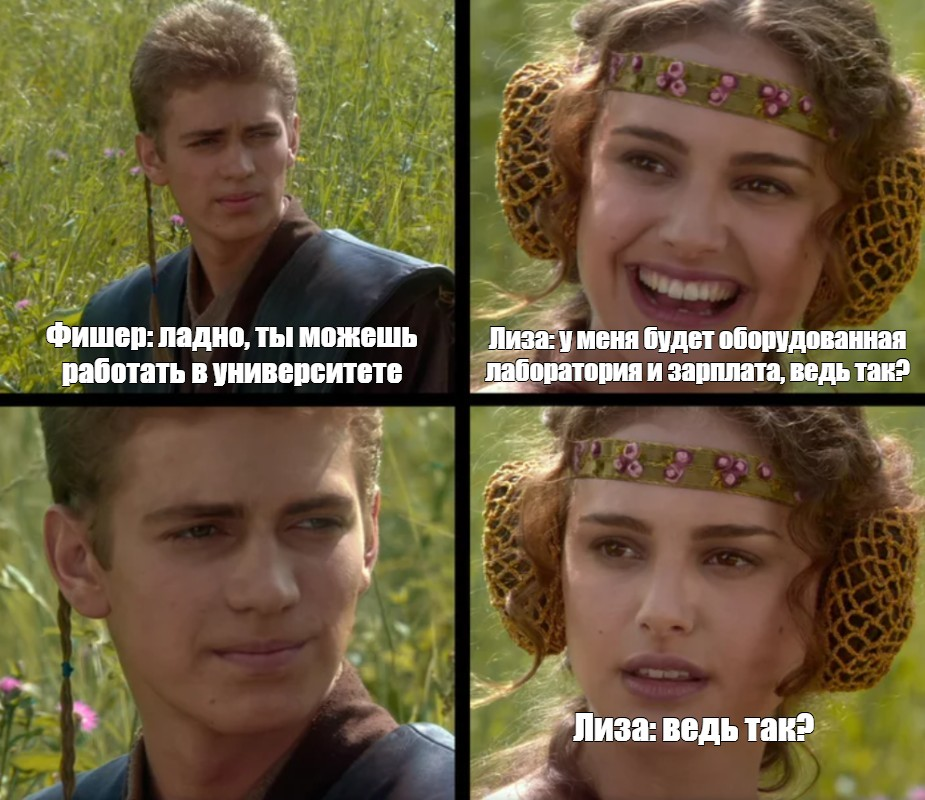 Фишер: ладно, ты можешь
работать в университете
Лиза: у меня будет оборудованная
лаборатория и зарплата, ведь так?
Лиза: ведь так?